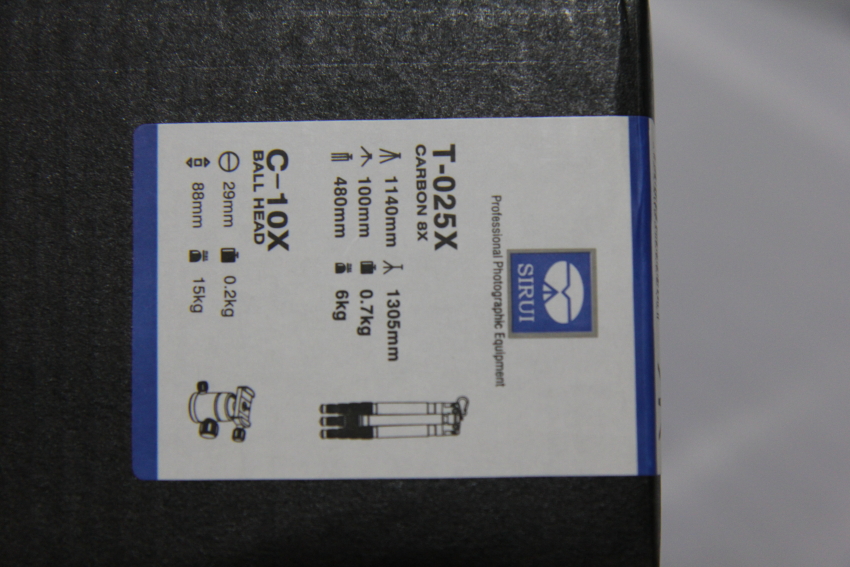 SIRUI
Professional Photographic Equipment
T-025X
CARBON 8X
1140mm 1305mm
100mm 0.7kg
480mm 6kg
C-10X
BALL HEAD
29mm 0.2kg
88mm 15kg